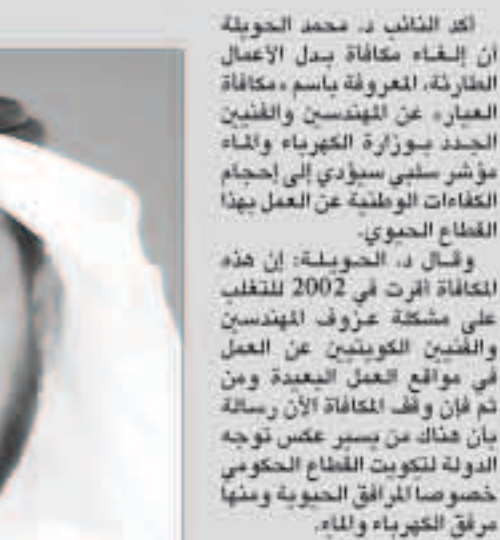 أكد النائب د. محمد الحويلة
ان إلغاء مكافأة بدل الأعمال
الطارئة، المعروفة باسم «مكافأة
العيار» عن المهندسين والفنيين
الجدد بوزارة الكهرباء والماء
مؤشر سلبي سيؤدي إلى إحجام
الكفاءات الوطنية عن العمل بهذا
القطاع الحيوي.
وقال د. الحويلة: إن هذه
المكافأة اقرت في 2002 للتغلب
على مشكلة عزوف المهندسين
والفنيين الكويتيين عن العمل
في مواقع العمل البعيدة ومن
ثم فإن وقف المكافأة الآن رسالة
بان هناك من يسير عكس توجه
الدولة لتكويت القطاع الحكومي
خصوصا المرافق الحيوية ومنها
مرفق الكهرباء والماء.